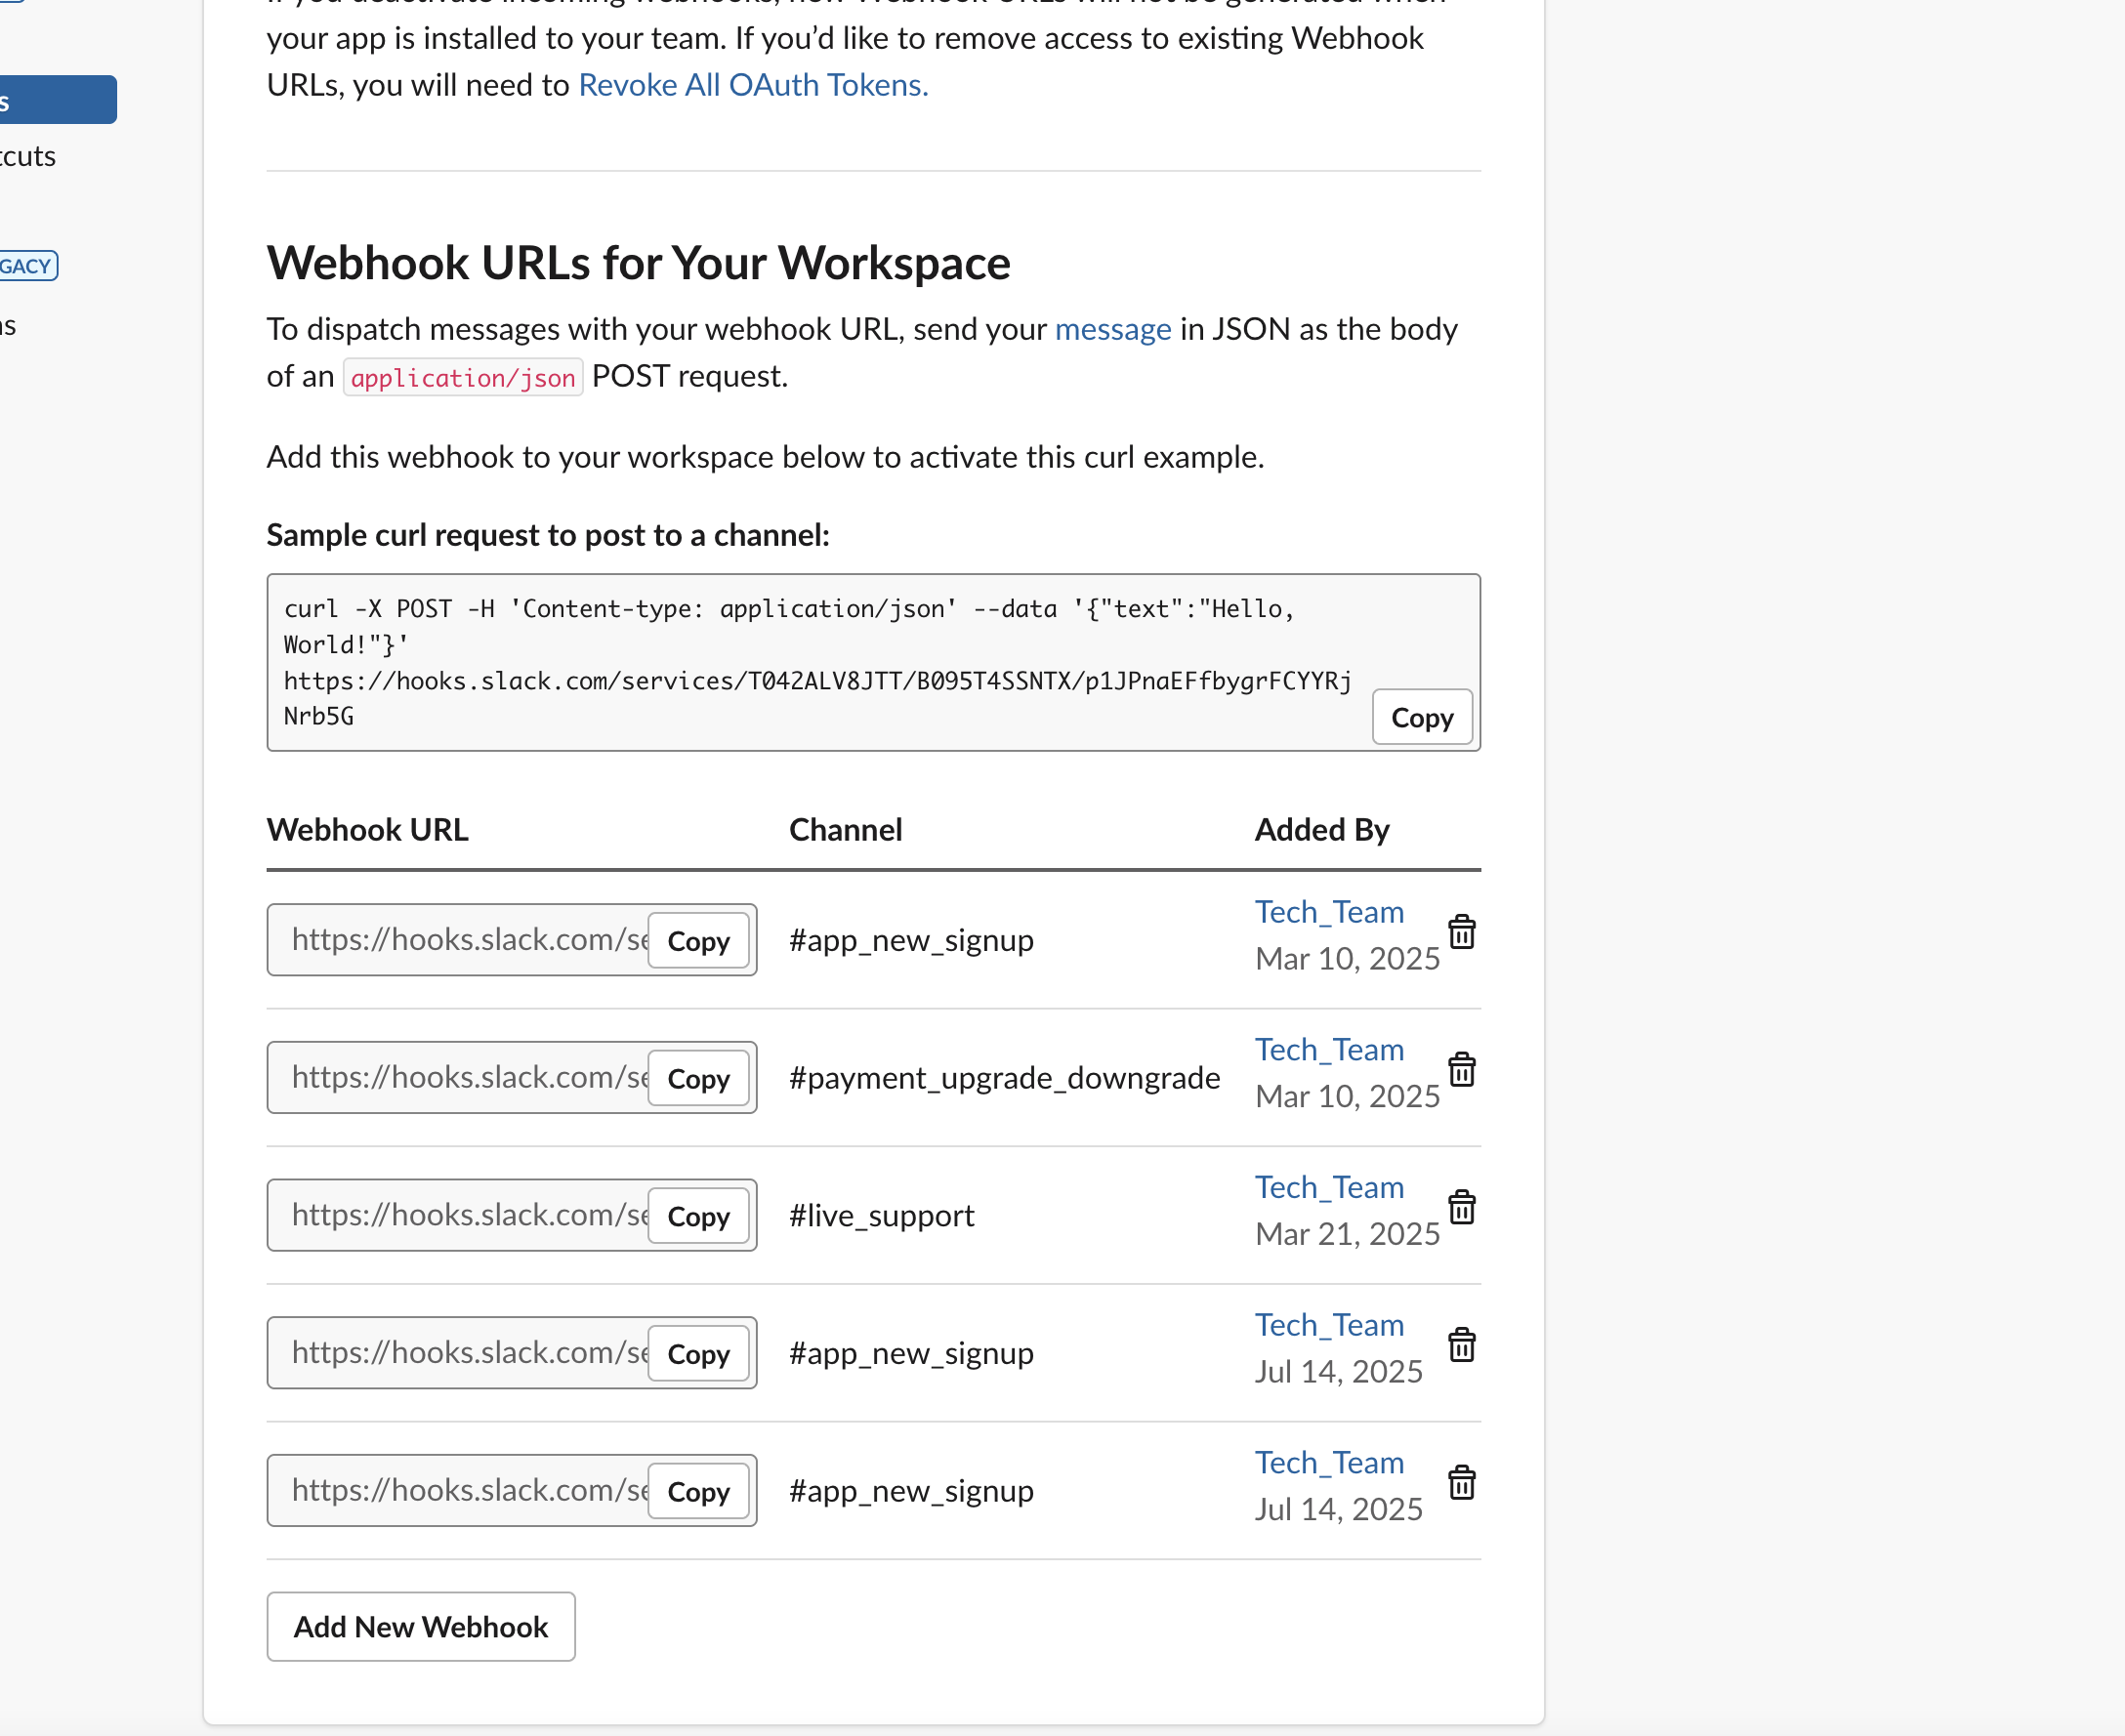 your app is installed to your team. If you’d like to remove access to existing Webhook
URLs, you will need to Revoke All OAuth Tokens.
Webhook URLs for Your Workspace
To dispatch messages with your webhook URL, send your message in JSON as the body
of an application/json POST request.
Add this webhook to your workspace below to activate this curl example.
Sample curl request to post to a channel:
curl -X POST -H 'Content-type: application/json' --data '{"text":"Hello,
World!"}'
https://hooks.slack.com/services/T042ALV8JTT/B095T4SSNTX/p1JPnaEFfbygrFCYYRj
Nrb5G
Copy
Webhook URL Channel Added By
https://hooks.slack.com/se Copy #app_new_signup Tech_Team
Mar 10, 2025
https://hooks.slack.com/se Copy #payment_upgrade_downgrade Tech_Team
Mar 10, 2025
https://hooks.slack.com/se Copy #live_support Tech_Team
Mar 21, 2025
https://hooks.slack.com/se Copy #app_new_signup Tech_Team
Jul 14, 2025
https://hooks.slack.com/se Copy #app_new_signup Tech_Team
Jul 14, 2025
Add New Webhook